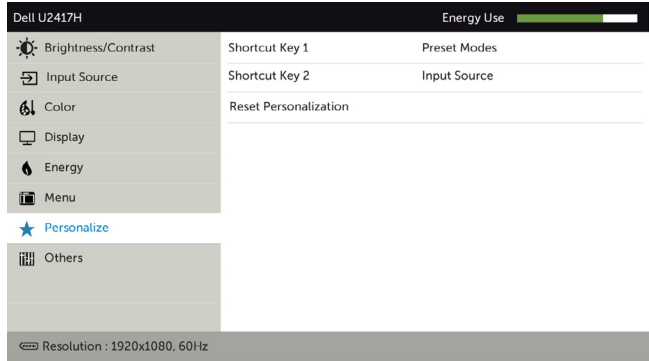 Dell U2417H Energy Use
Brightness/Contrast Shortcut Key 1 Preset Modes
Input Source Shortcut Key 2 Input Source
Color Reset Personalization
Display
Energy
Menu
Personalize
Others
Resolution : 1920x1080, 60Hz